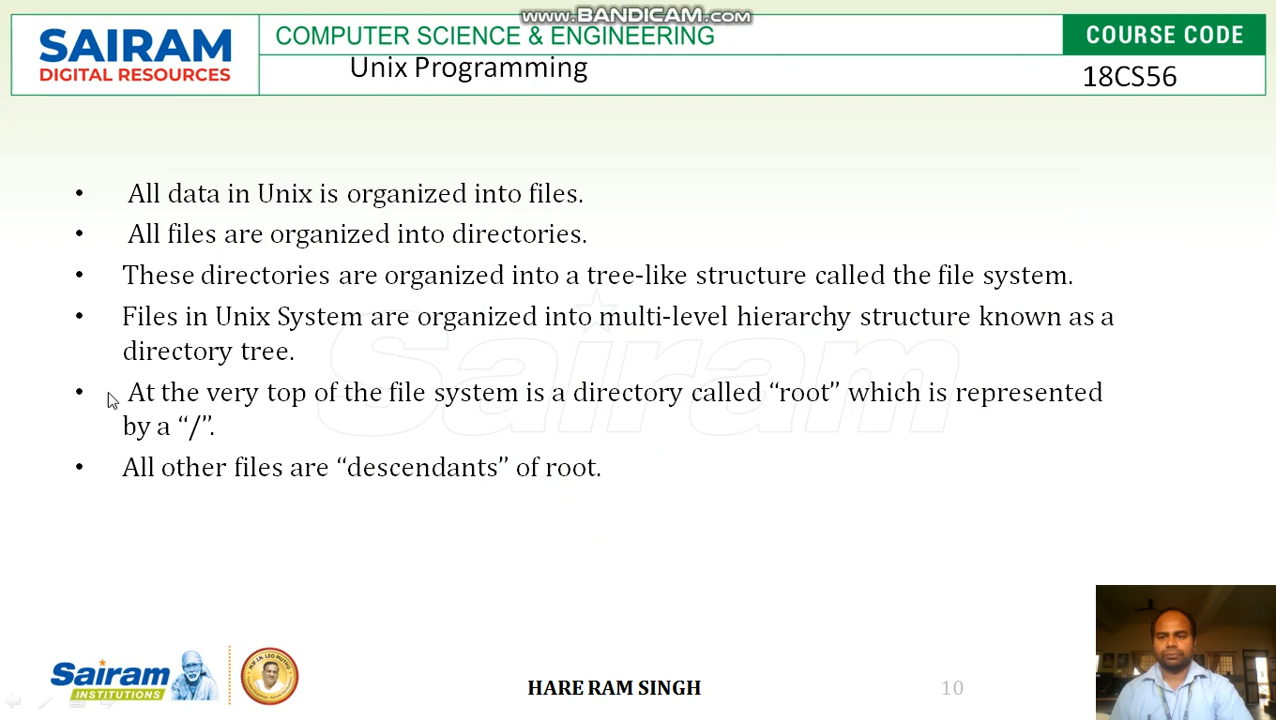 www.BANDICAM.com
SAIRAM
DIGITAL RESOURCES
COMPUTER SCIENCE & ENGINEERING
COURSE CODE
Unix Programming
18CS56
• All data in Unix is organized into files.
• All files are organized into directories.
• These directories are organized into a tree-like structure called the file system.
• Files in Unix System are organized into multi-level hierarchy structure known as a
directory tree.
• At the very top of the file system is a directory called “root” which is represented
by a “/”.
• All other files are “descendants” of root.
Sairam
Sairam
INSTITUTIONS
HARE RAM SINGH
10